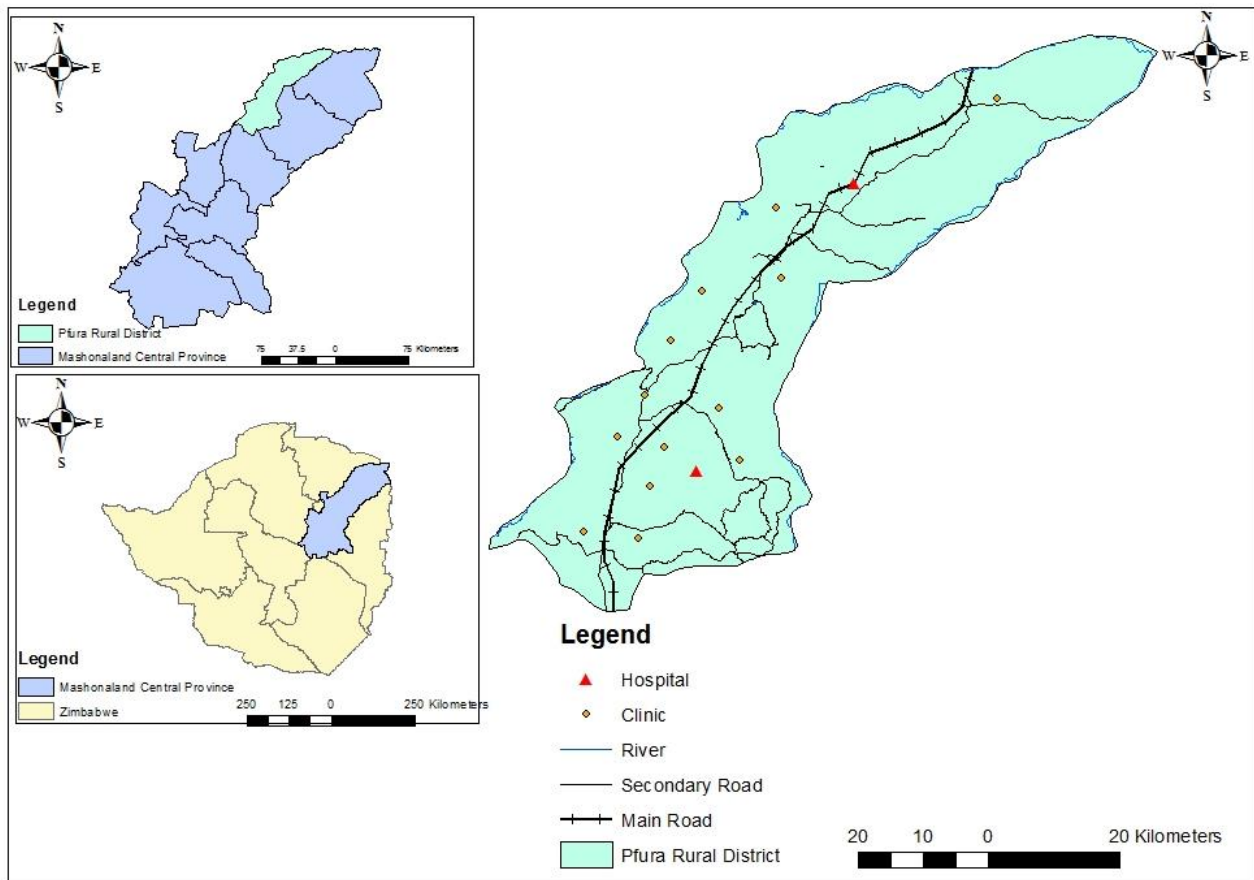 N
W E
S
Legend
Pfura Rural District
Mashonaland Central Province
75 37.5 0 75 Kilometers
N
W E
S
Legend
Mashonaland Central Province
Zimbabwe
250 125 0 250 Kilometers
N
W E
S
Legend
Hospital
Clinic
River
Secondary Road
Main Road
Pfura Rural District
20 10 0 20 Kilometers